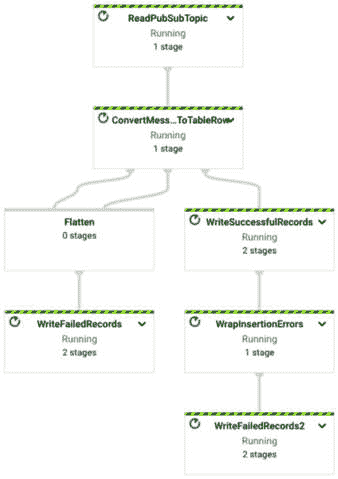 ReadPubSubTopic
Running
1 stage
ConvertMess...ToTableRow
Running
1 stage
Flatten
0 stages
WriteSuccessfulRecords
Running
2 stages
WriteFailedRecords
Running
2 stages
WrapInsertionErrors
Running
1 stage
WriteFailedRecords2
Running
2 stages